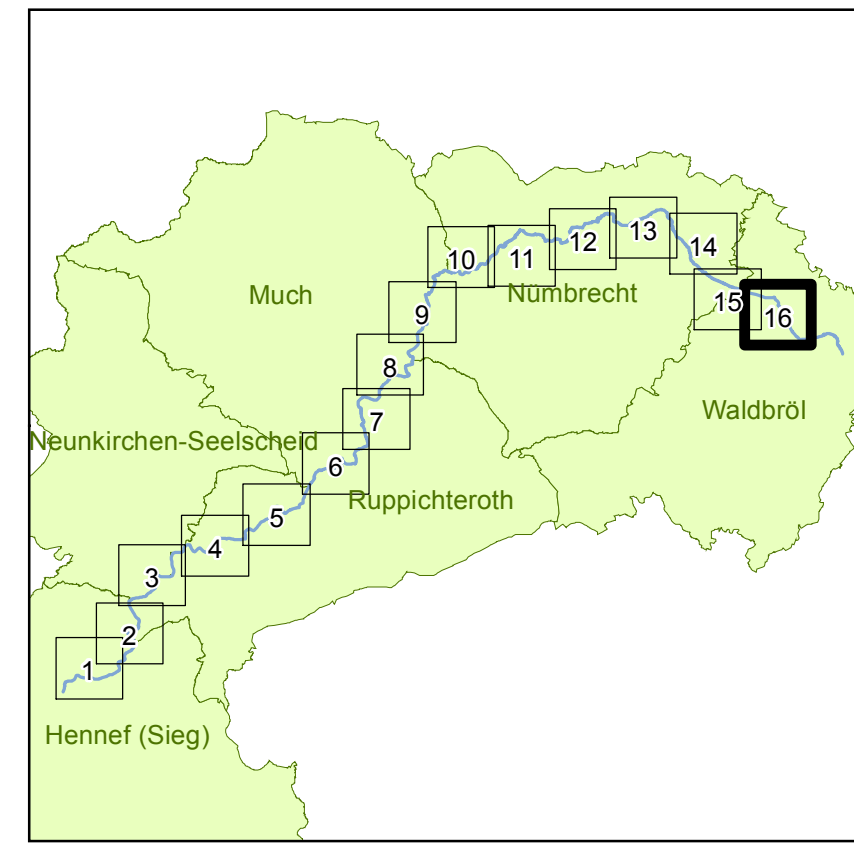 13
12
14
10
11
Much
Nümbrecht
15
16
9
8
Waldbröl
7
Neunkirchen-Seelscheid
6
Ruppichteroth
5
4
3
2
1
Hennef (Sieg)